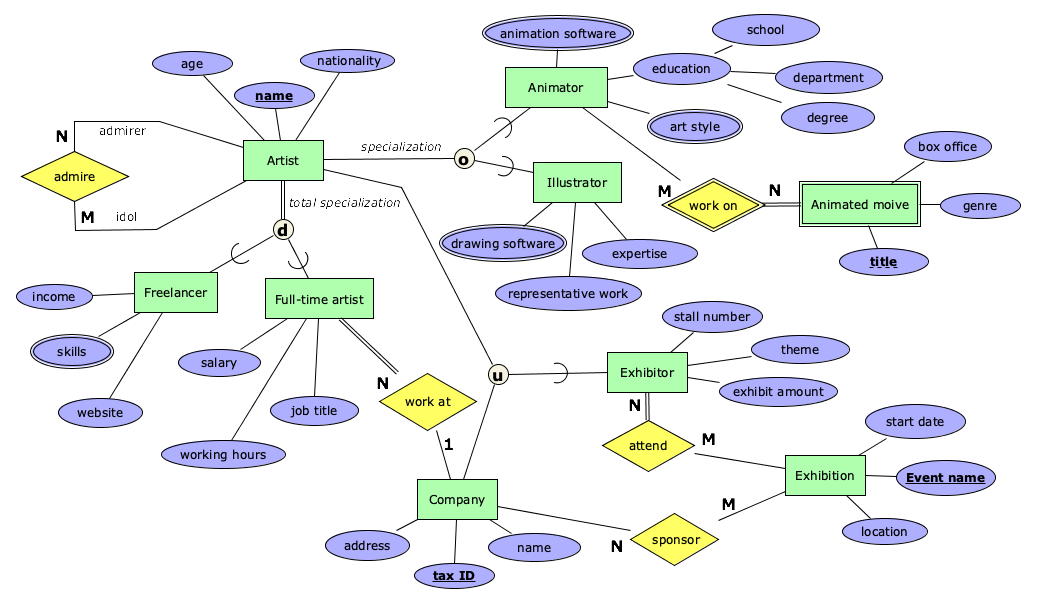 school
animation software
nationality
age
education
department
Animator
name
degree
art style
admirer
N
specialization
box office
o
Artist
admire
Illustrator
M
N
genre
Animated moive
work on
total specialization
M
idol
d
drawing software
expertise
title
income
Freelancer
Full-time artist
representative work
stall number
skills
theme
salary
u
Exhibitor
N
exhibit amount
work at
N
website
job title
start date
1
attend
M
working hours
Exhibition
Event name
Company
M
location
address
name
N
sponsor
tax ID